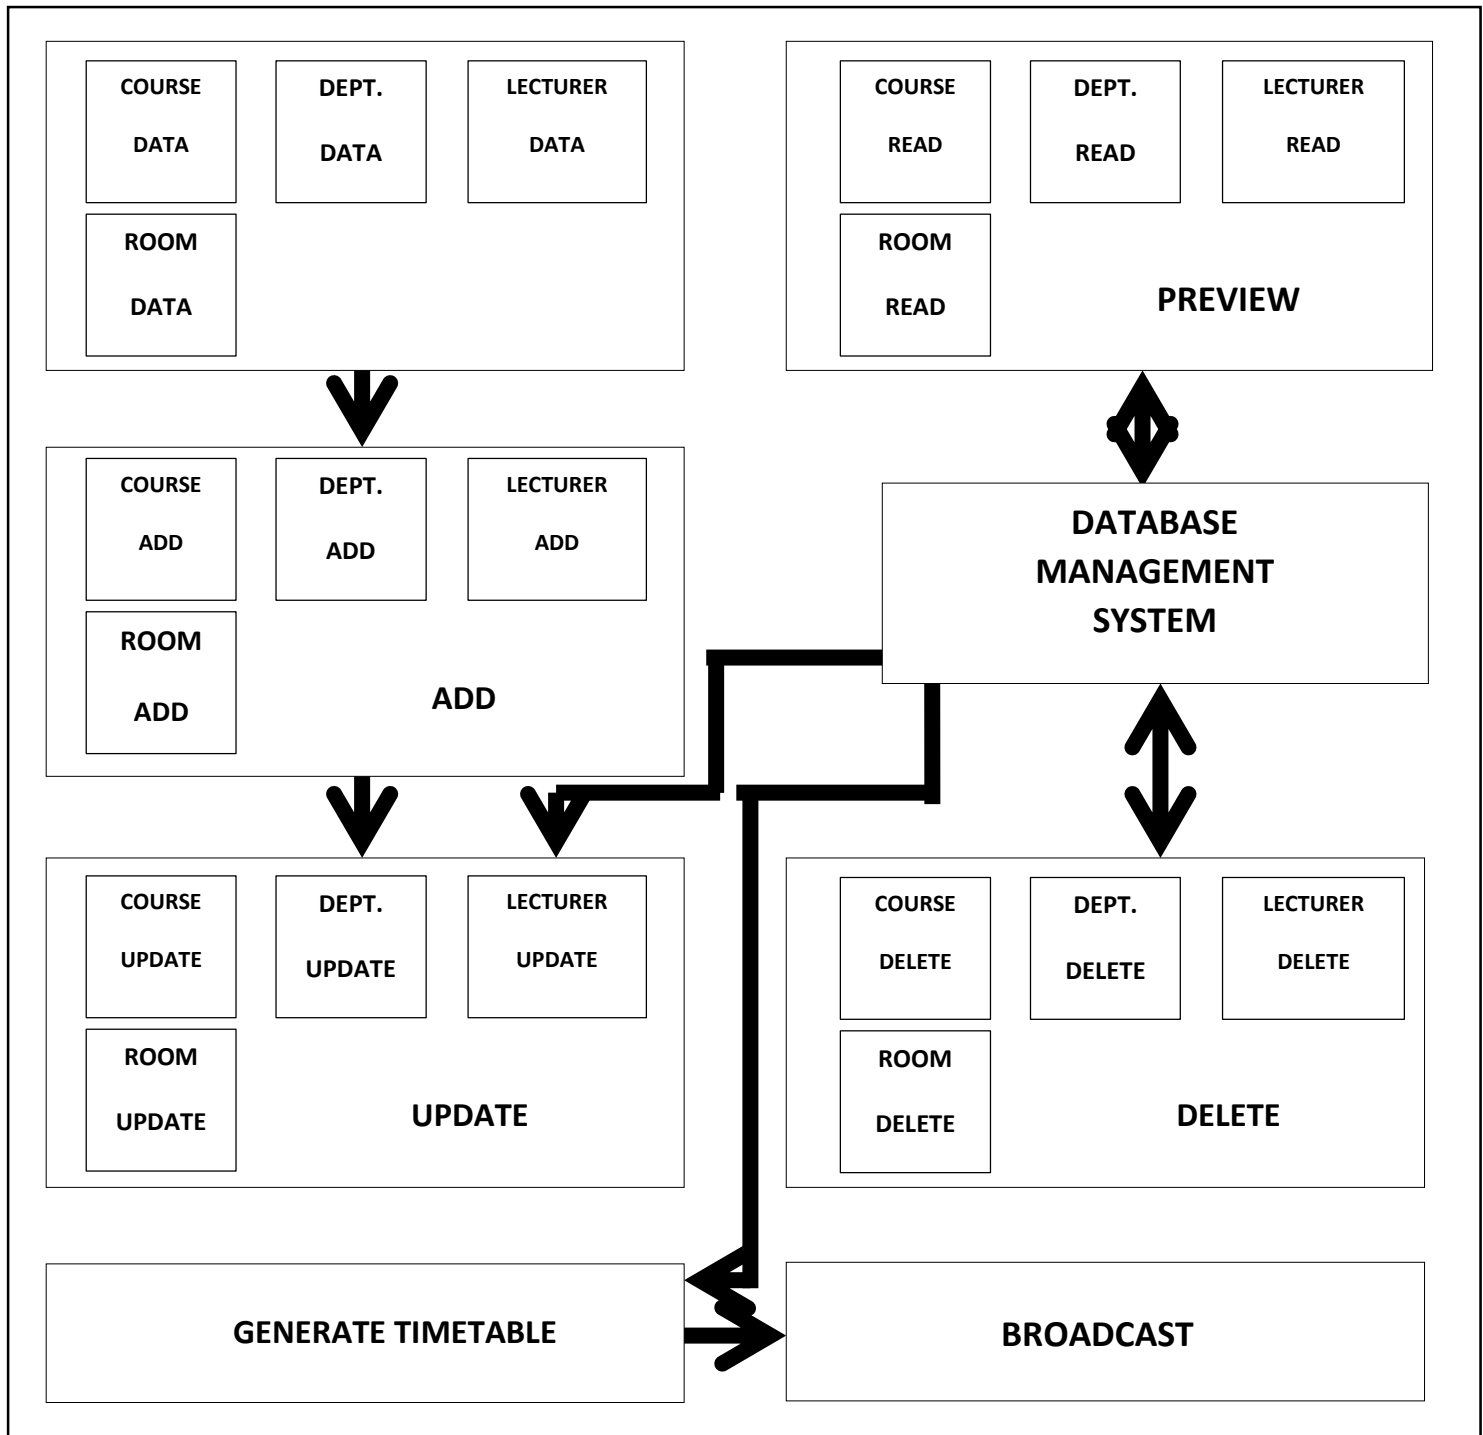 COURSE
DATA
DEPT.
DATA
LECTURER
DATA
ROOM
DATA
COURSE
READ
DEPT.
READ
LECTURER
READ
ROOM
READ
PREVIEW
COURSE
ADD
DEPT.
ADD
LECTURER
ADD
ROOM
ADD
ADD
DATABASE
MANAGEMENT
SYSTEM
COURSE
UPDATE
DEPT.
UPDATE
LECTURER
UPDATE
ROOM
UPDATE
UPDATE
COURSE
DELETE
DEPT.
DELETE
LECTURER
DELETE
ROOM
DELETE
DELETE
GENERATE TIMETABLE
BROADCAST